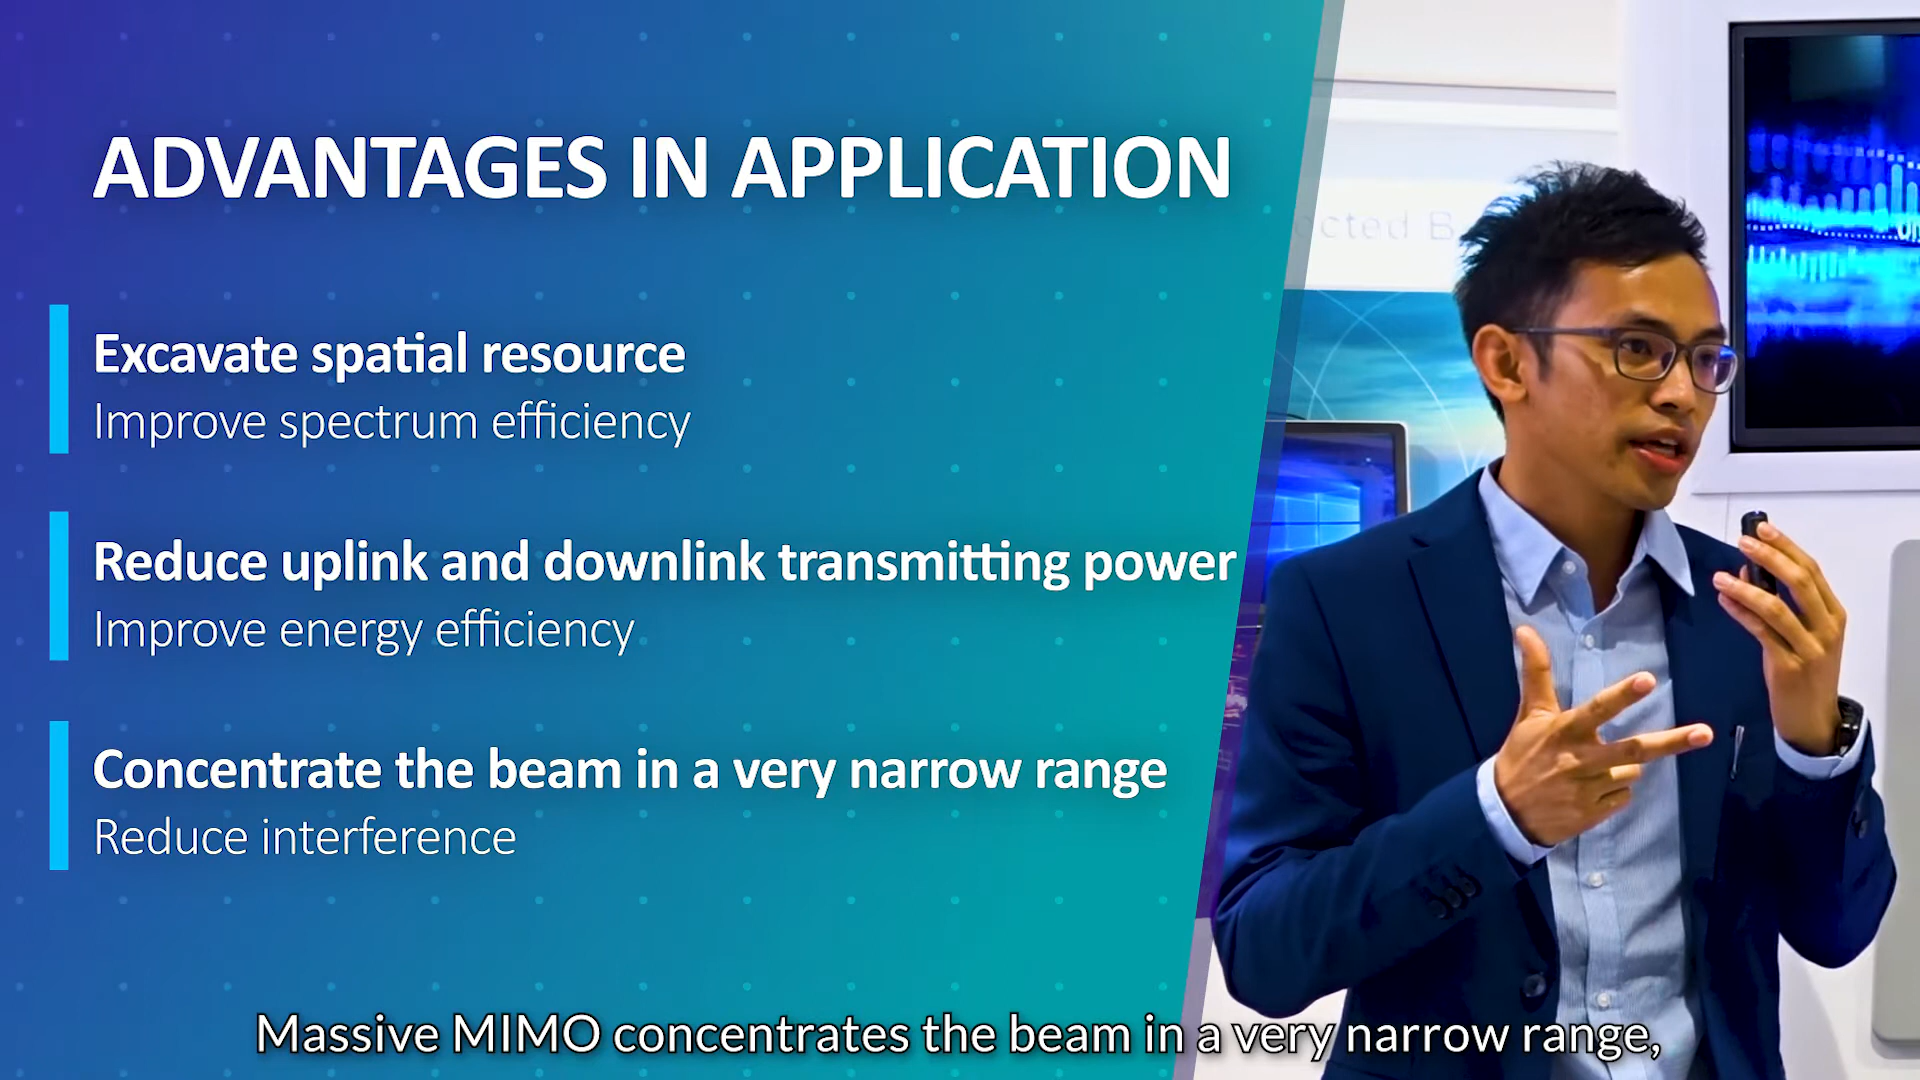 ADVANTAGES IN APPLICATION
Excavate spatial resource
Improve spectrum efficiency
Reduce uplink and downlink transmitting power
Improve energy efficiency
Concentrate the beam in a very narrow range
Reduce interference
Massive MIMO concentrates the beam in a very narrow range,